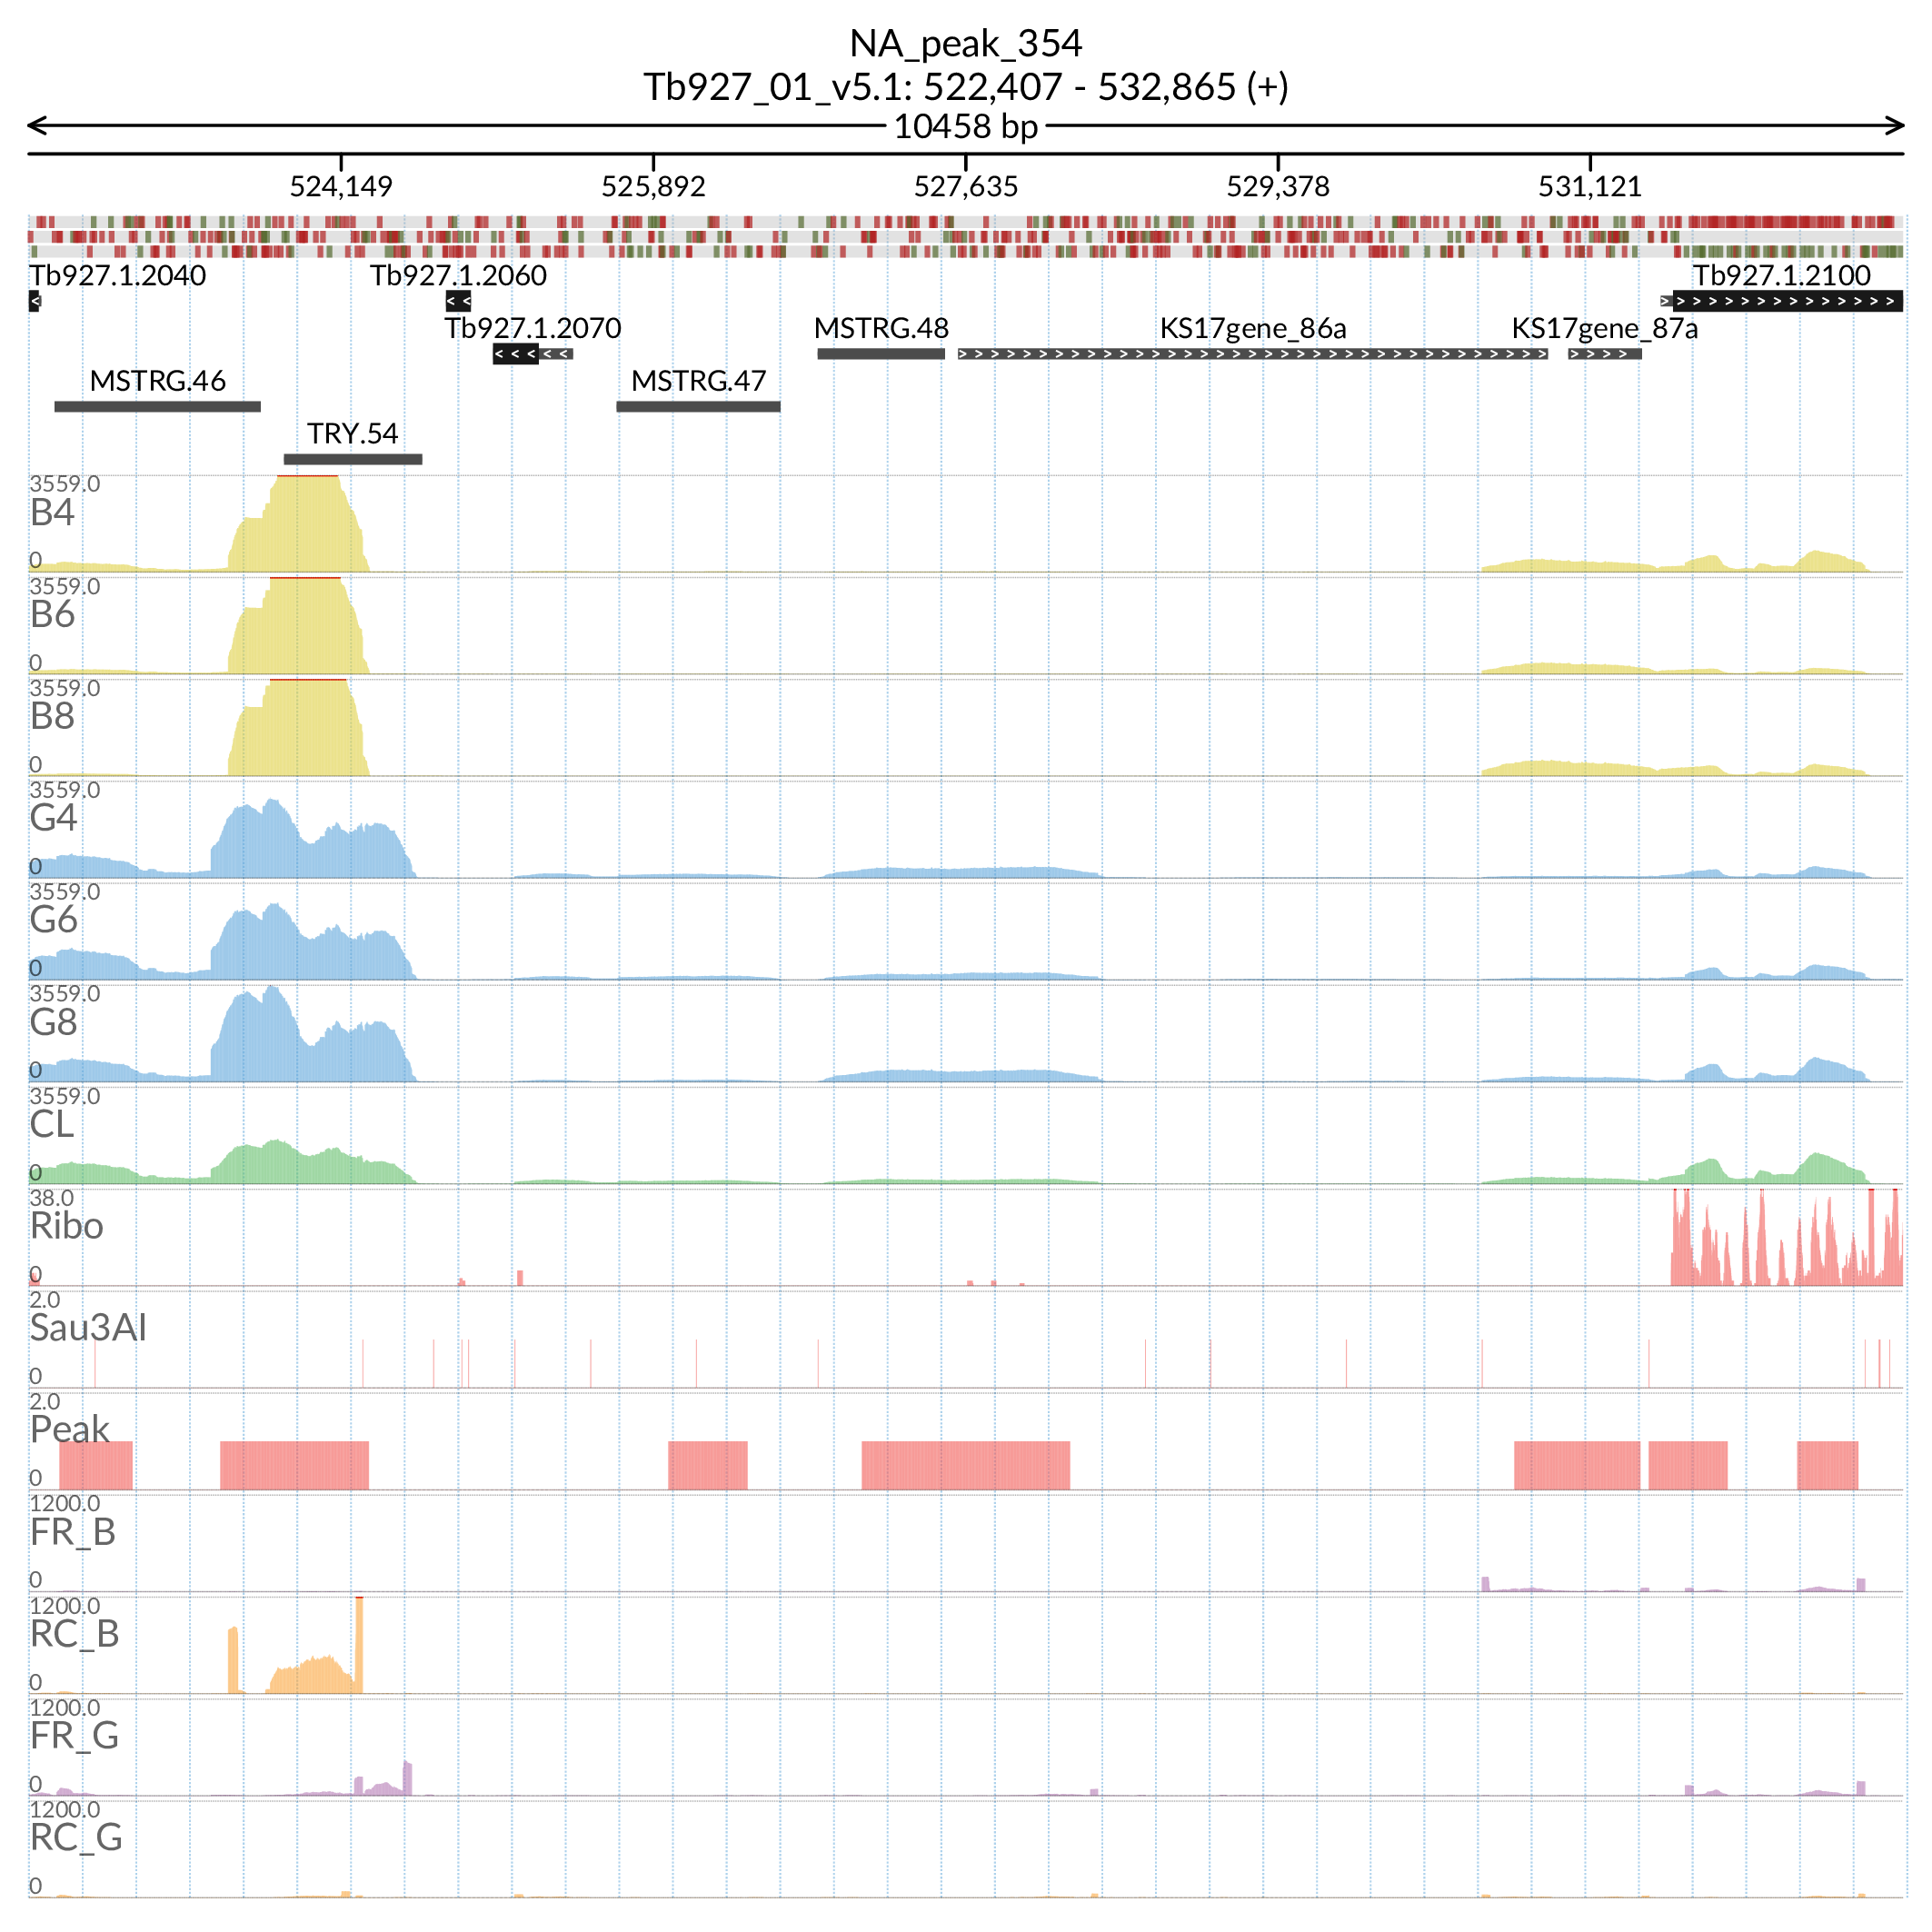 NA_peak_354
Tb927_01_v5.1: 522,407 - 532,865 (+)
10458 bp
524,149 525,892 527,635 529,378 531,121
Tb927.1.2040 Tb927.1.2060 Tb927.1.2100
Tb927.1.2070 MSTRG.48 KS17gene_86a KS17gene_87a
MSTRG.46 MSTRG.47
TRY.54
3559.0
B4
0
3559.0
B6
0
3559.0
B8
0
3559.0
G4
0
3559.0
G6
0
3559.0
G8
0
3559.0
CL
0
38.0
Ribo
0
2.0
Sau3AI
0
2.0
Peak
0
1200.0
FR_B
0
1200.0
RC_B
0
1200.0
FR_G
0
1200.0
RC_G
0